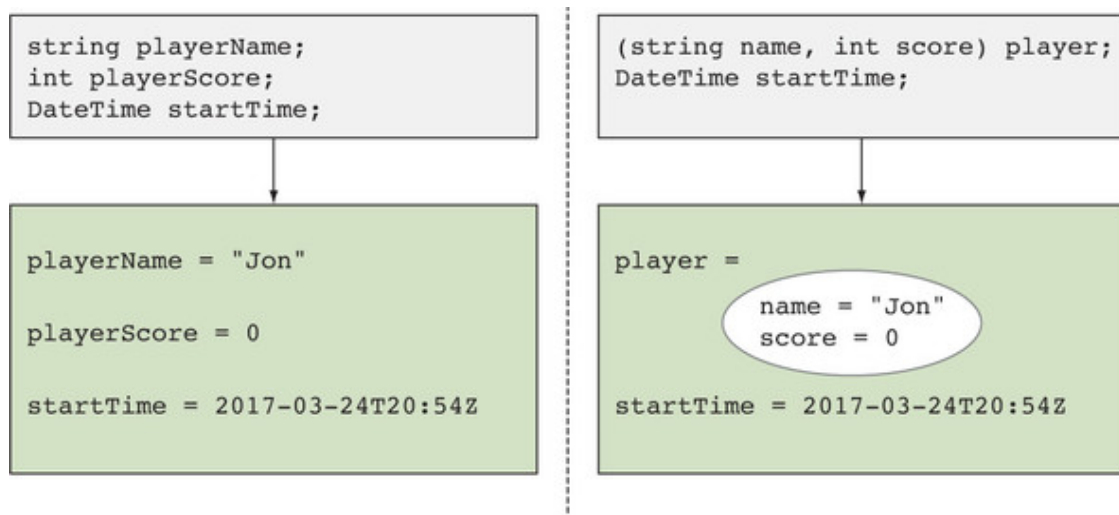 string playerName;
int playerScore;
DateTime startTime;
playerName = "Jon"
playerScore = 0
startTime = 2017-03-24T20:54Z
(string name, int score) player;
DateTime startTime;
player =
name = "Jon"
score = 0
startTime = 2017-03-24T20:54Z